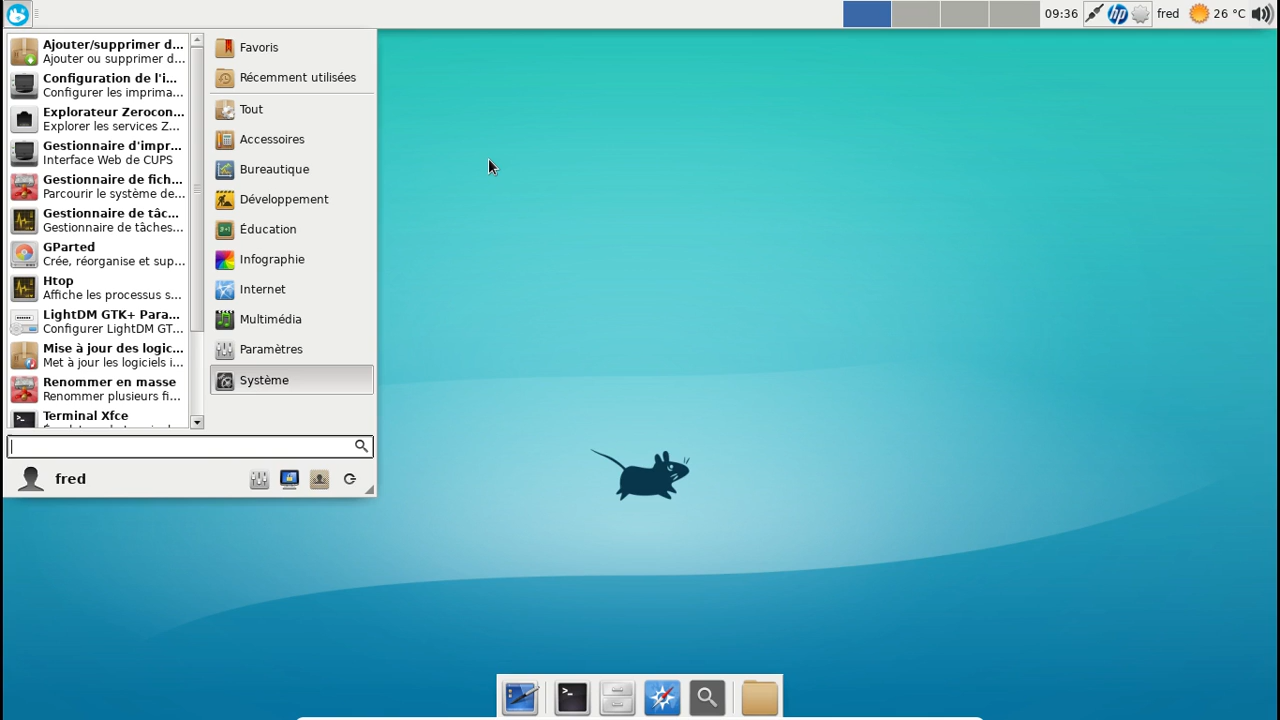 09:36
hp
fred
26 °C
Ajouter/supprimer d...
Ajouter ou supprimer d...
Configuration de l'i...
Configurer les imprima...
Explorateur Zerocon...
Explorer les services Z...
Gestionnaire d'impr...
Interface Web de CUPS
Gestionnaire de fich...
Parcourir le système de...
Gestionnaire de tâc...
Gestionnaire de tâches...
GParted
Crée, réorganise et sup...
Htop
Affiche les processus s...
LightDM GTK+ Para...
Configurer LightDM GT...
Mise à jour des logic...
Met à jour les logiciels i...
Renommer en masse
Renommer plusieurs fi...
Terminal Xfce
Favoris
Récemment utilisées
Tout
Accessoires
Bureautique
Développement
Éducation
Infographie
Internet
Multimédia
Paramètres
Système
fred